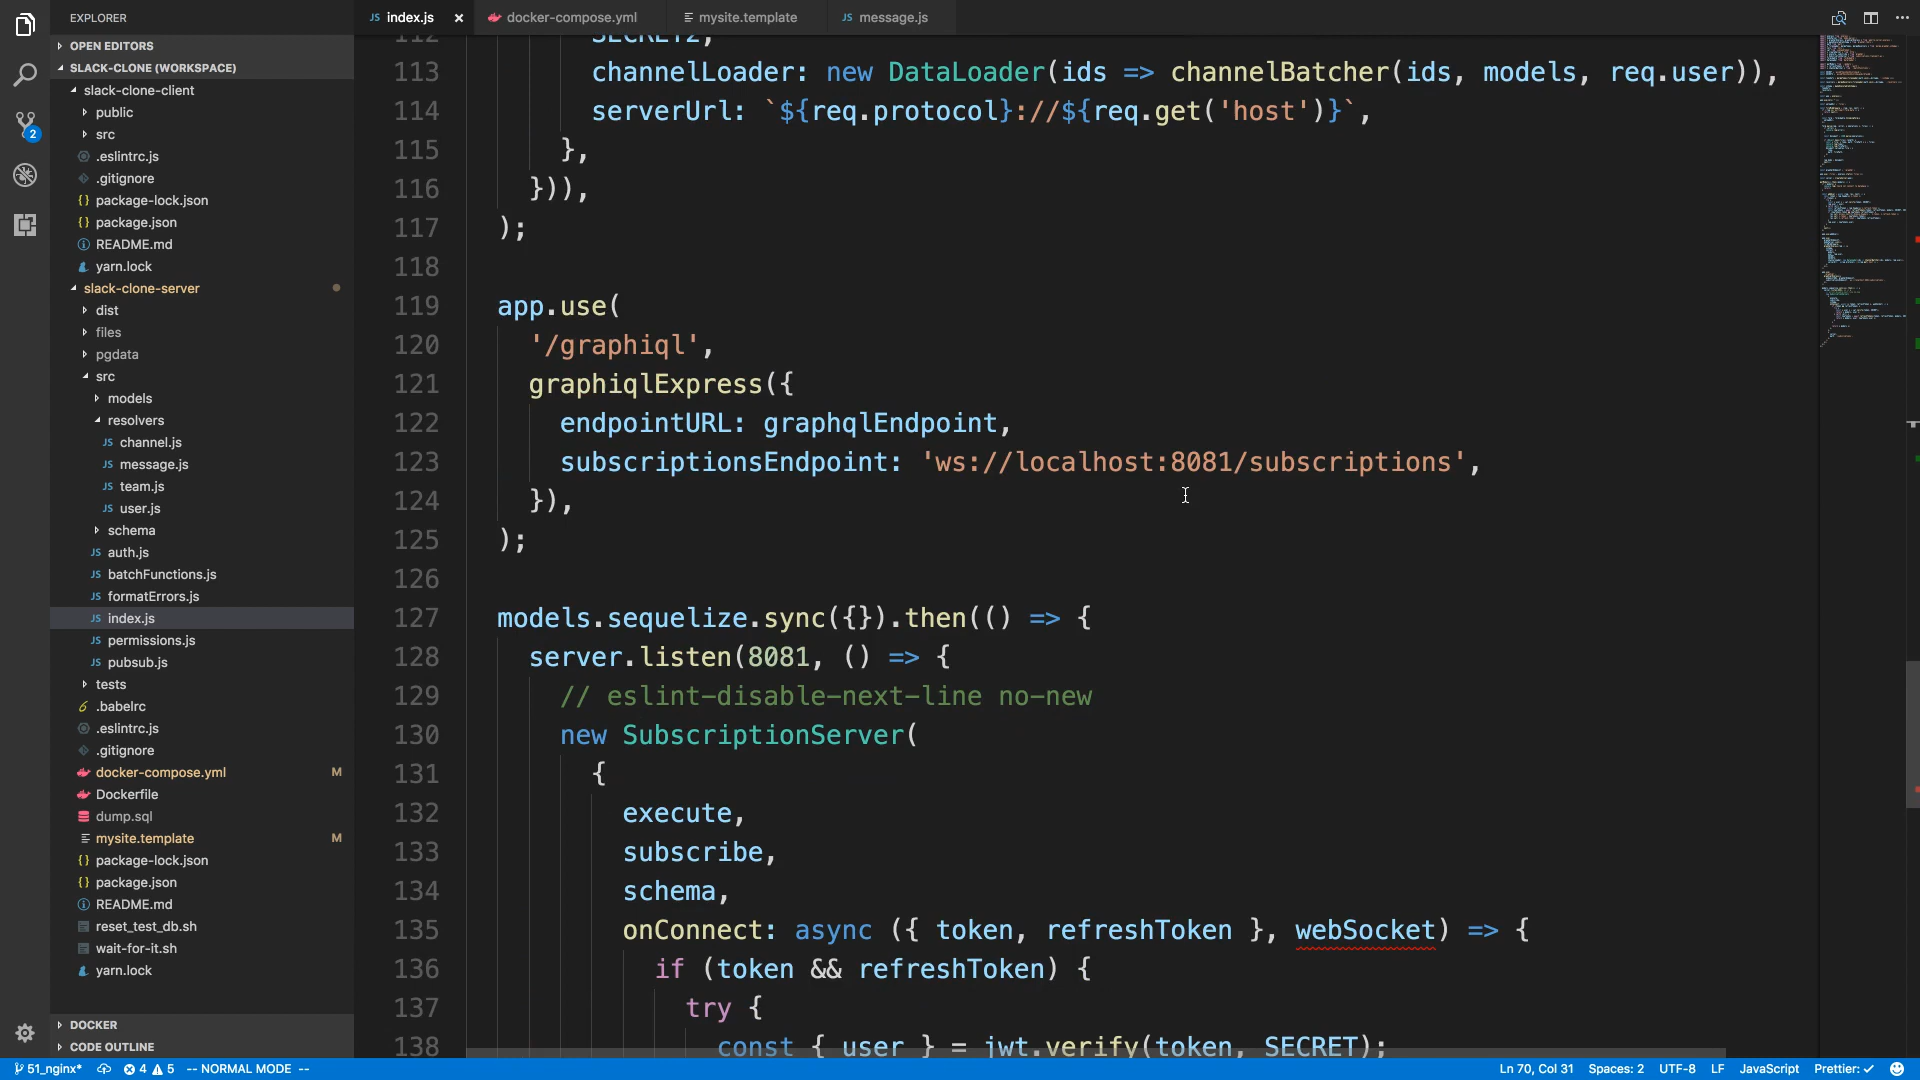 EXPLORER
OPEN EDITORS
SLACK-CLONE (WORKSPACE)
slack-clone-client
public
src
.eslintrc.js
.gitignore
package-lock.json
package.json
README.md
yarn.lock
slack-clone-server
dist
files
pgdata
src
models
resolvers
channel.js
message.js
team.js
user.js
schema
auth.js
batchFunctions.js
formatErrors.js
index.js
permissions.js
pubsub.js
tests
.babelrc
.eslintrc.js
.gitignore
docker-compose.yml M
Dockerfile
dump.sql
mysite.template M
package-lock.json
package.json
README.md
reset_test_db.sh
wait-for-it.sh
yarn.lock
DOCKER
CODE OUTLINE
2
JS index.js × docker-compose.yml mysite.template JS message.js
112 SECRET2,
113 channelLoader: new DataLoader(ids => channelBatcher(ids, models, req.user)),
114 serverUrl: `${req.protocol}://${req.get('host')}`,
115 },
116 })),
117 );
118
119 app.use(
120 '/graphiql',
121 graphiqlExpress({
122 endpointURL: graphqlEndpoint,
123 subscriptionsEndpoint: 'ws://localhost:8081/subscriptions',
124 }),
125 );
126
127 models.sequelize.sync({}).then(() => {
128 server.listen(8081, () => {
129 // eslint-disable-next-line no-new
130 new SubscriptionServer(
131 {
132 execute,
133 subscribe,
134 schema,
135 onConnect: async ({ token, refreshToken }, webSocket) => {
136 if (token && refreshToken) {
137 try {
138 const { user } = jwt.verify(token, SECRET);
51_nginx* 4 5 -- NORMAL MODE -- Ln 70, Col 31 Spaces: 2 UTF-8 LF JavaScript Prettier: ✓